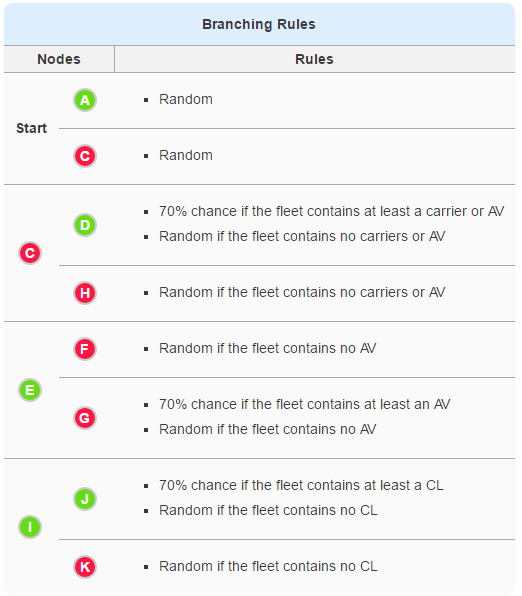 Branching Rules
Nodes Rules
Start
A
Random
C
Random
C
D
70% chance if the fleet contains at least a carrier or AV
Random if the fleet contains no carriers or AV
H
Random if the fleet contains no carriers or AV
E
F
Random if the fleet contains no AV
G
70% chance if the fleet contains at least an AV
Random if the fleet contains no AV
I
J
70% chance if the fleet contains at least a CL
Random if the fleet contains no CL
K
Random if the fleet contains no CL